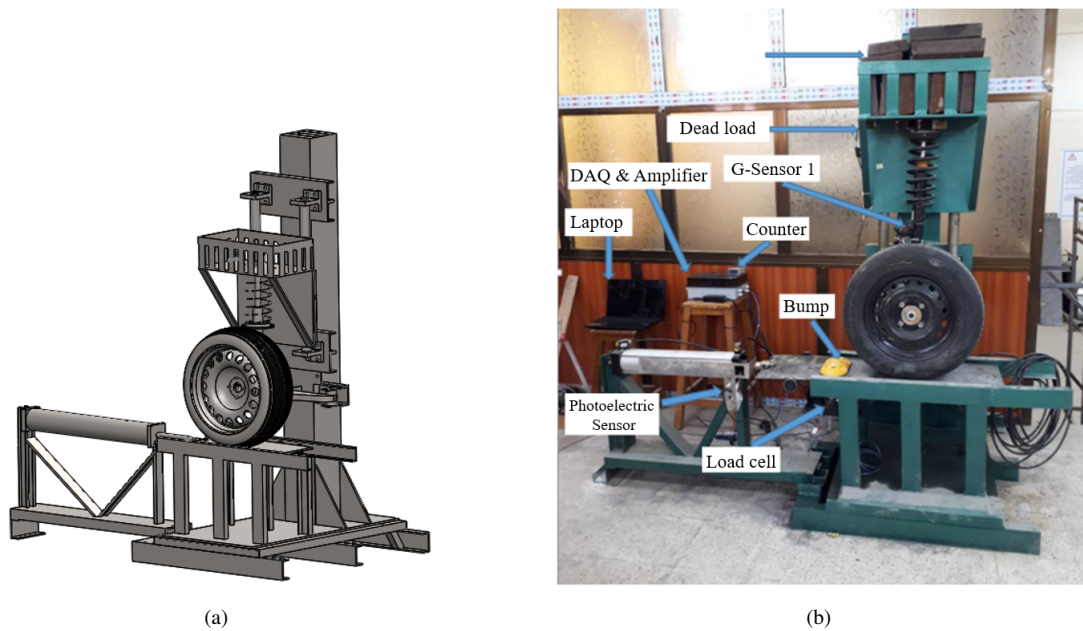 Dead load
G-Sensor 1
DAQ & Amplifier
Laptop
Counter
Bump
Photoelectric
Sensor
Load cell
(a)
(b)